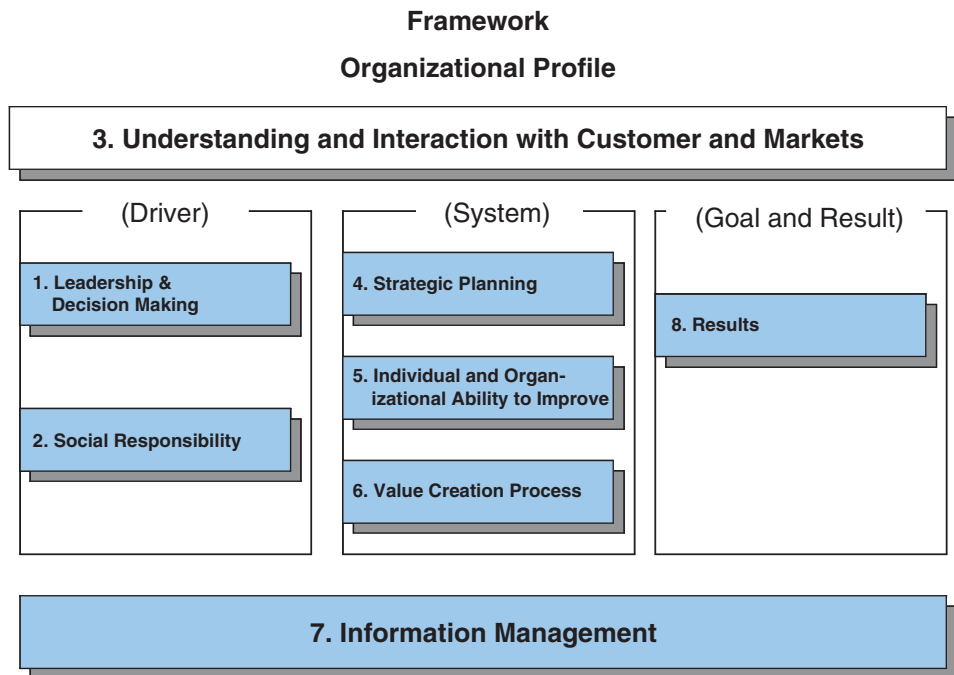 Framework
Organizational Profile
3. Understanding and Interaction with Customer and Markets
(Driver)
1. Leadership &
Decision Making
2. Social Responsibility
(System)
4. Strategic Planning
5. Individual and Organ-
izational Ability to Improve
6. Value Creation Process
(Goal and Result)
8. Results
7. Information Management